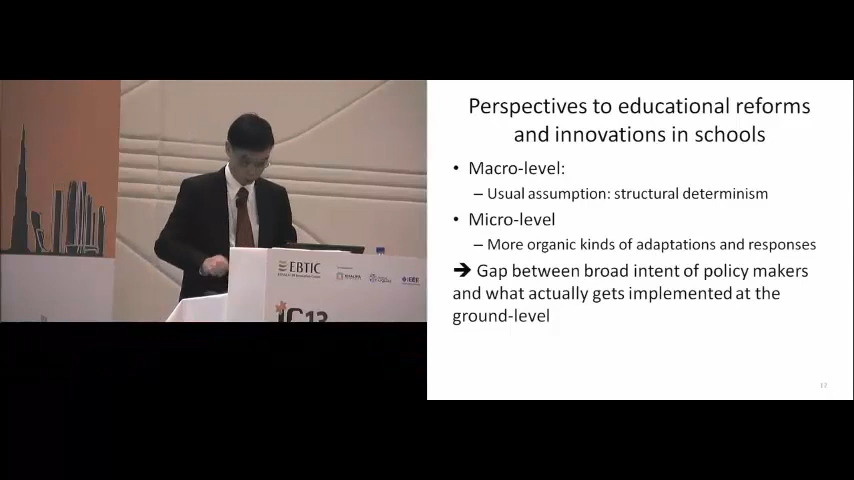 Perspectives to educational reforms
and innovations in schools
• Macro-level:
– Usual assumption: structural determinism
• Micro-level
– More organic kinds of adaptations and responses
➔ Gap between broad intent of policy makers
and what actually gets implemented at the
ground-level
EBTIC